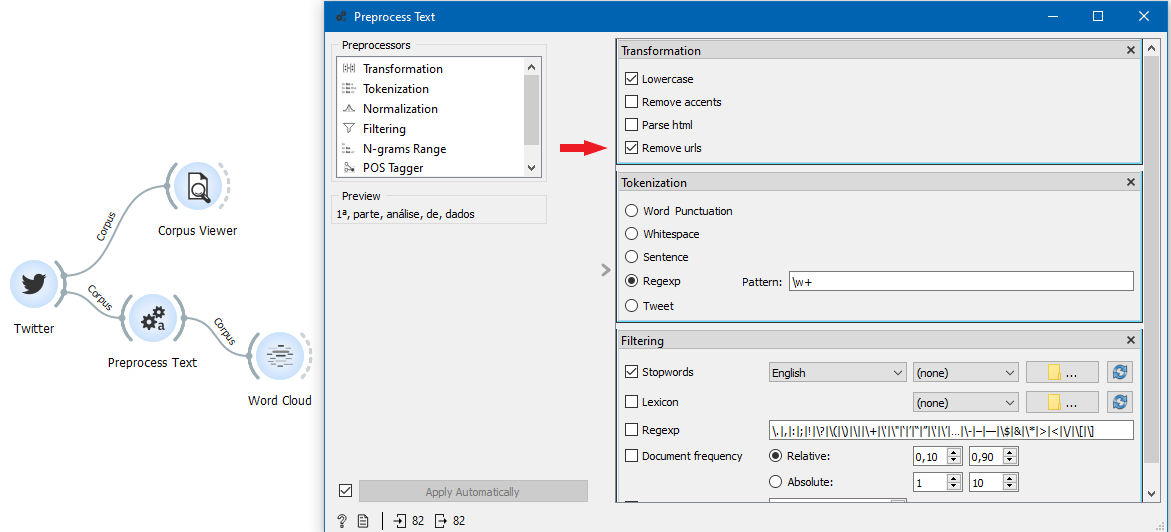 Preprocess Text
Preprocessors
Transformation
Tokenization
Normalization
Filtering
N-grams Range
POS Tagger
Preview
1ª, parte, análise, de, dados
Apply Automatically
82 82
Transformation
Lowercase
Remove accents
Parse html
Remove urls
Tokenization
Word Punctuation
Whitespace
Sentence
Regexp Pattern: \w+
Tweet
Filtering
Stopwords English (none) ...
Lexicon (none) ...
Regexp
Document frequency Relative: 0,10 0,90
Absolute: 1 10
Corpus
Corpus Viewer
Twitter
Corpus
Preprocess Text
Corpus
Word Cloud